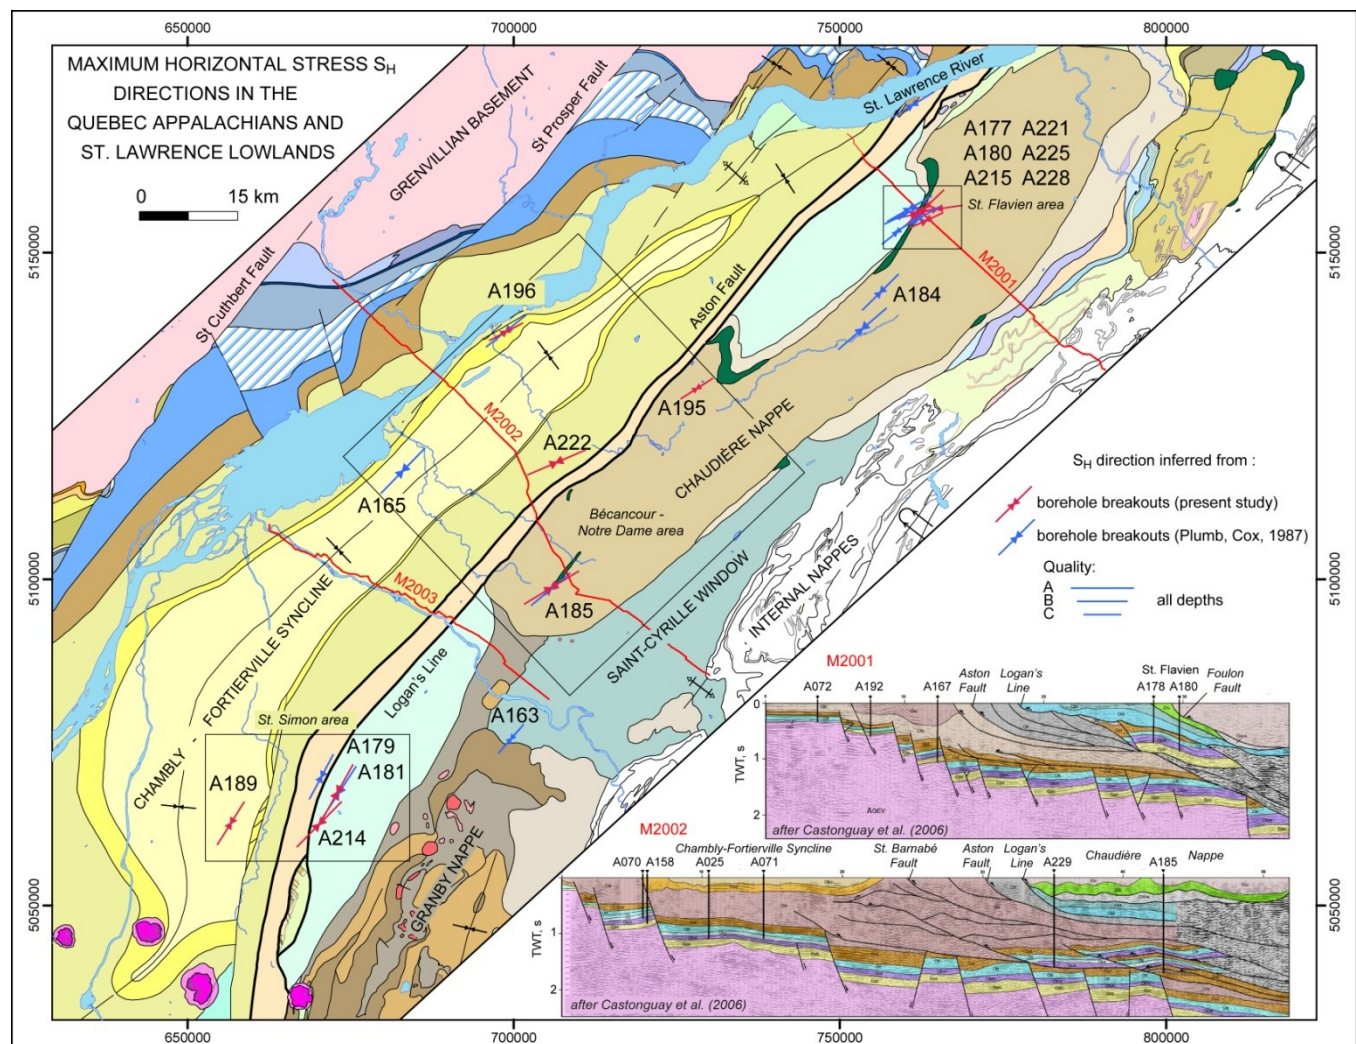 650000
700000
750000
800000
MAXIMUM HORIZONTAL STRESS SH
DIRECTIONS IN THE
QUEBEC APPALACHIANS AND
ST. LAWRENCE LOWLANDS
0 15 km
GRENVILLIAN BASEMENT
St Prosper Fault
St Cuthbert Fault
St. Lawrence River
A177 A221
A180 A225
A215 A228
St. Flavien area
5150000
5150000
M2001
A184
A196
Aston Fault
M2002
A195
CHAUDIÈRE NAPPE
A222
A165
Bécancour -
Notre Dame area
SH direction inferred from :
borehole breakouts (present study)
borehole breakouts (Plumb, Cox, 1987)
Quality:
A
B
C
all depths
5100000
5100000
M2003
A185
SAINT-CYRILLE WINDOW
INTERNAL NAPPES
CHAMBLY - FORTIERVILLE SYNCLINE
Logan's Line
St. Simon area
A163
A179
A181
A189
A214
GRANBY NAPPE
5050000
5050000
M2001
A072
A192
A167
Aston
Fault
Logan's
Line
St. Flavien
A178 A180
Foulon
Fault
TWT, s
0
1
2
after Castonguay et al. (2006)
M2002
Chambly-Fortierville Syncline
A070 A158
A025
A071
St. Barnabé
Fault
Aston
Fault
Logan's
Line
A229
Chaudière
A185
Nappe
TWT, s
1
2
after Castonguay et al. (2006)
650000
700000
750000
800000